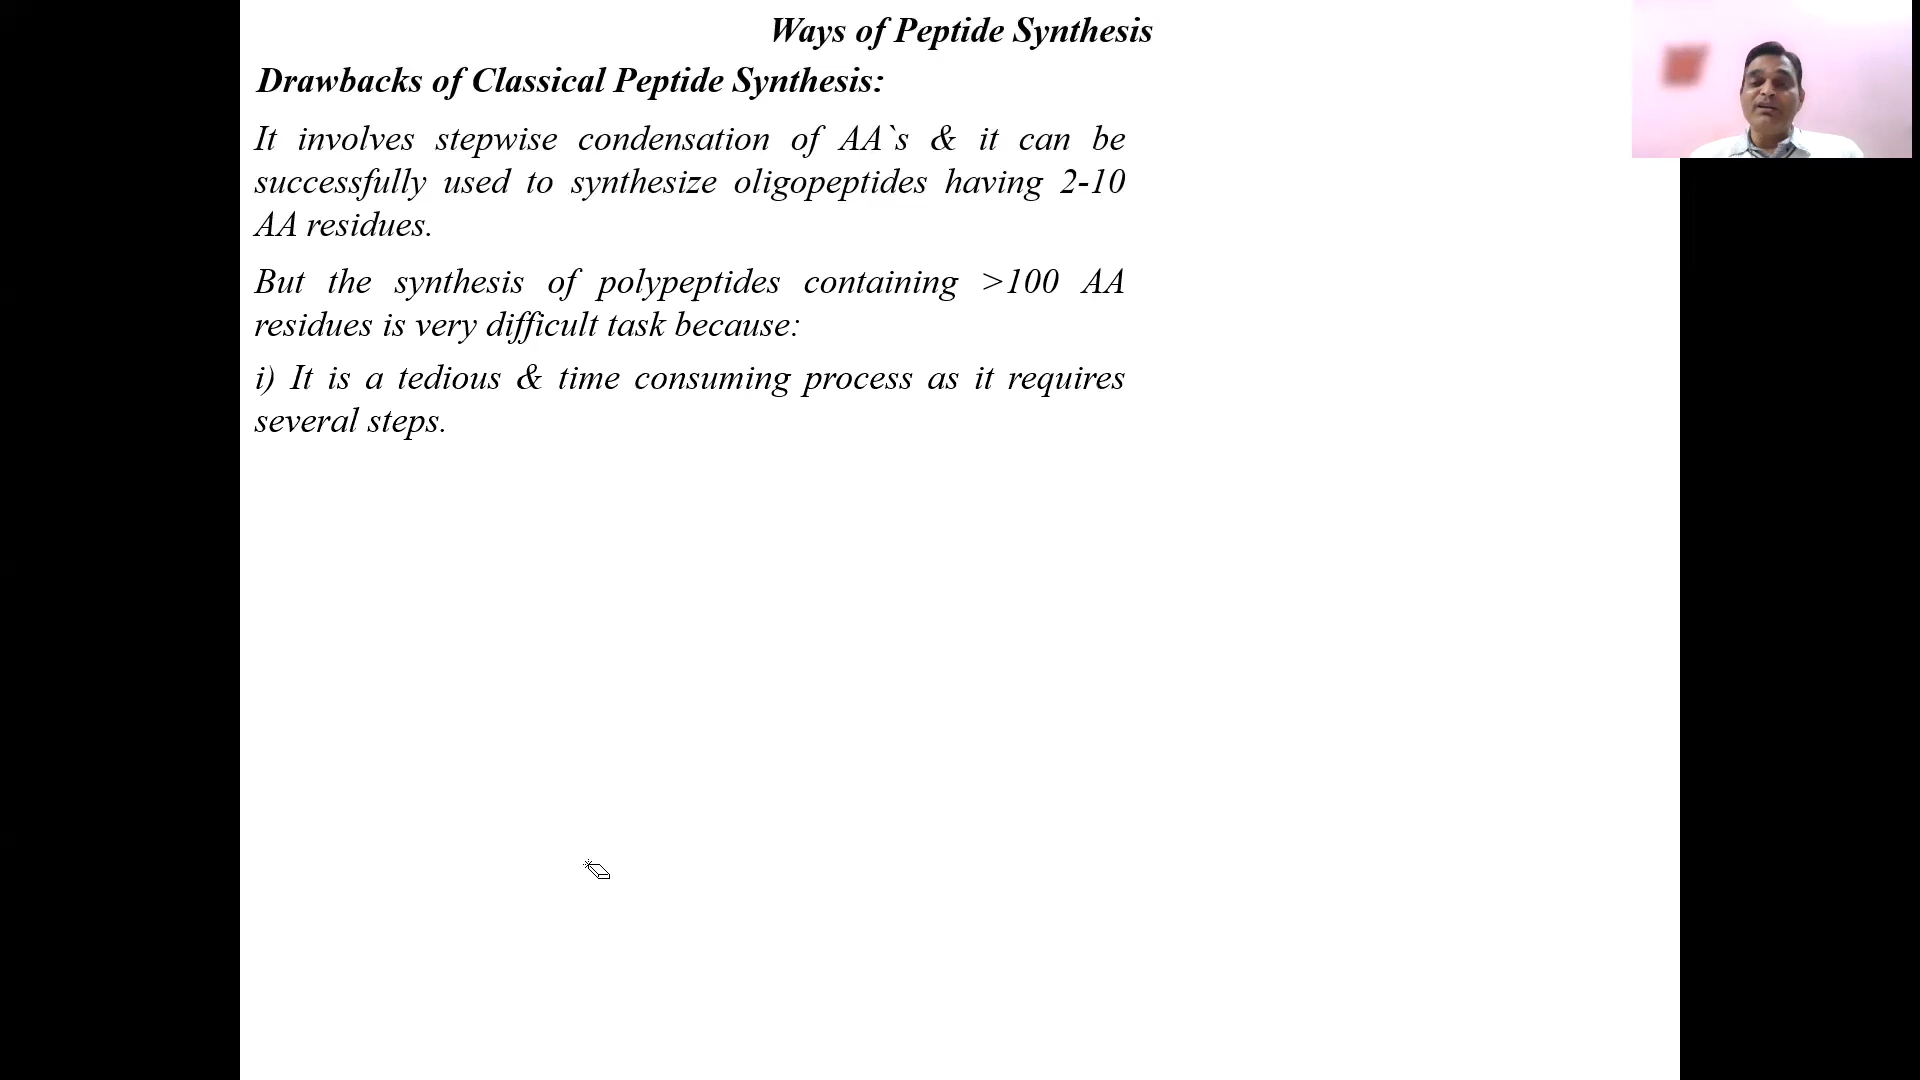 Ways of Peptide Synthesis
Drawbacks of Classical Peptide Synthesis:
It involves stepwise condensation of AA`s & it can be
successfully used to synthesize oligopeptides having 2-10
AA residues.
But the synthesis of polypeptides containing >100 AA
residues is very difficult task because:
i) It is a tedious & time consuming process as it requires
several steps.